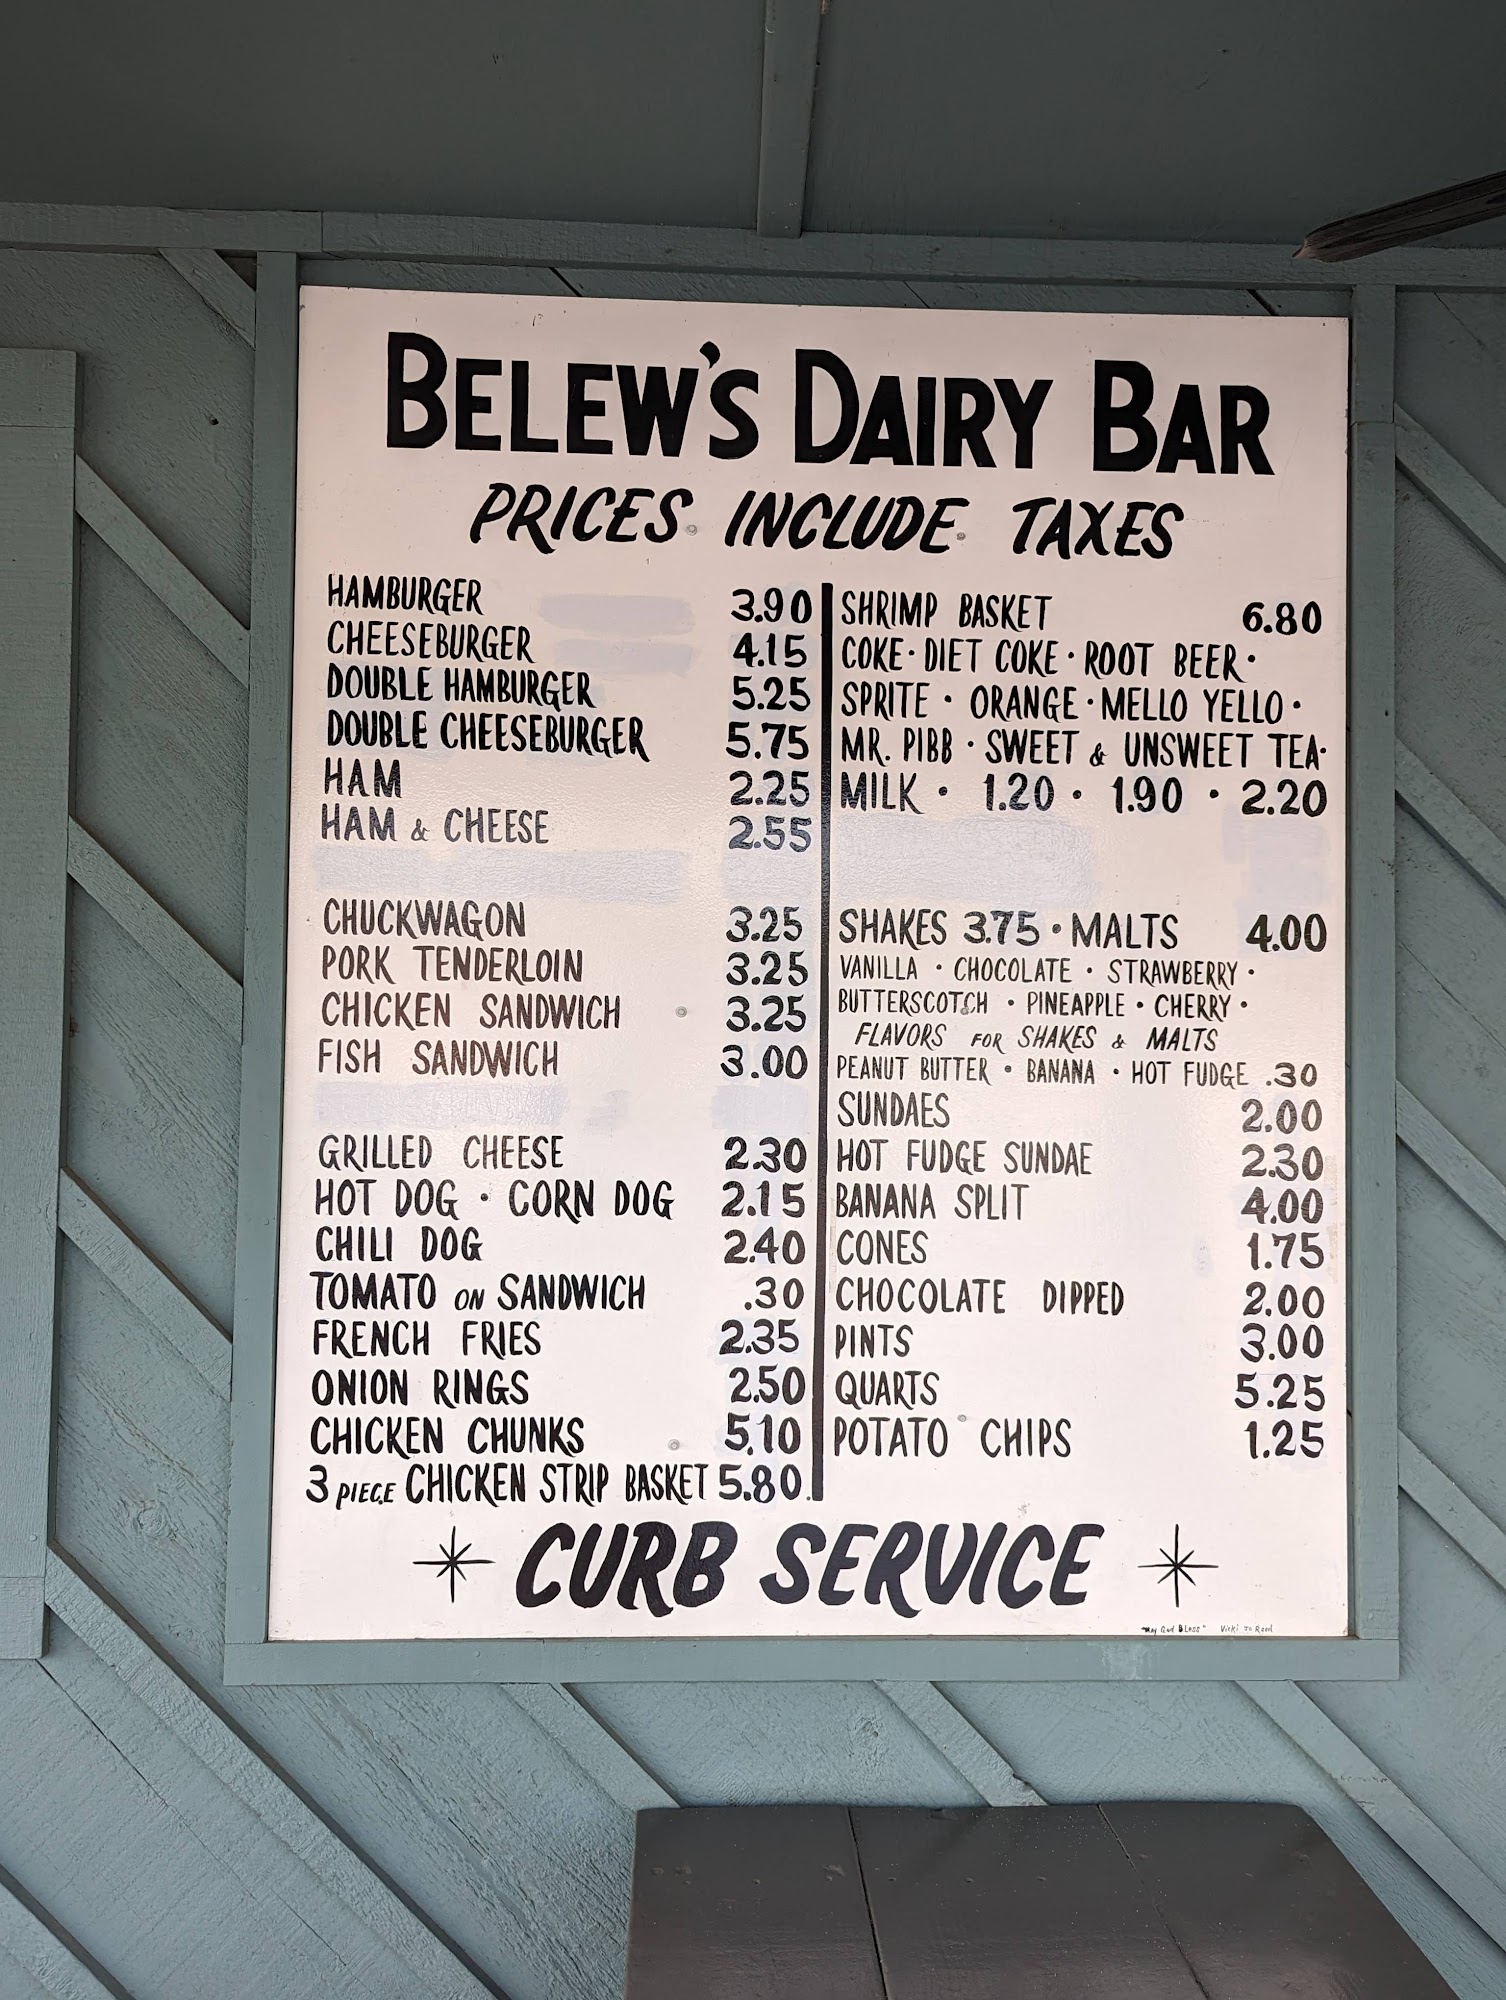 BELEW'S DAIRY BAR
PRICES INCLUDE TAXES
HAMBURGER 3.90
CHEESEBURGER 4.15
DOUBLE HAMBURGER 5.25
DOUBLE CHEESEBURGER 5.75
HAM 2.25
HAM & CHEESE 2.55
CHUCKWAGON 3.25
PORK TENDERLOIN 3.25
CHICKEN SANDWICH 3.25
FISH SANDWICH 3.00
GRILLED CHEESE 2.30
HOT DOG · CORN DOG 2.15
CHILI DOG 2.40
TOMATO ON SANDWICH .30
FRENCH FRIES 2.35
ONION RINGS 2.50
CHICKEN CHUNKS 5.10
3 PIECE CHICKEN STRIP BASKET 5.80
SHRIMP BASKET 6.80
COKE · DIET COKE · ROOT BEER ·
SPRITE · ORANGE · MELLO YELLO ·
MR. PIBB · SWEET & UNSWEET TEA ·
MILK · 1.20 · 1.90 · 2.20
SHAKES 3.75 · MALTS 4.00
VANILLA · CHOCOLATE · STRAWBERRY ·
BUTTERSCOTCH · PINEAPPLE · CHERRY ·
FLAVORS FOR SHAKES & MALTS
PEANUT BUTTER · BANANA · HOT FUDGE .30
SUNDAES 2.00
HOT FUDGE SUNDAE 2.30
BANANA SPLIT 4.00
CONES 1.75
CHOCOLATE DIPPED 2.00
PINTS 3.00
QUARTS 5.25
POTATO CHIPS 1.25
CURB SERVICE
"May God Bless" Vicki Jo Reed